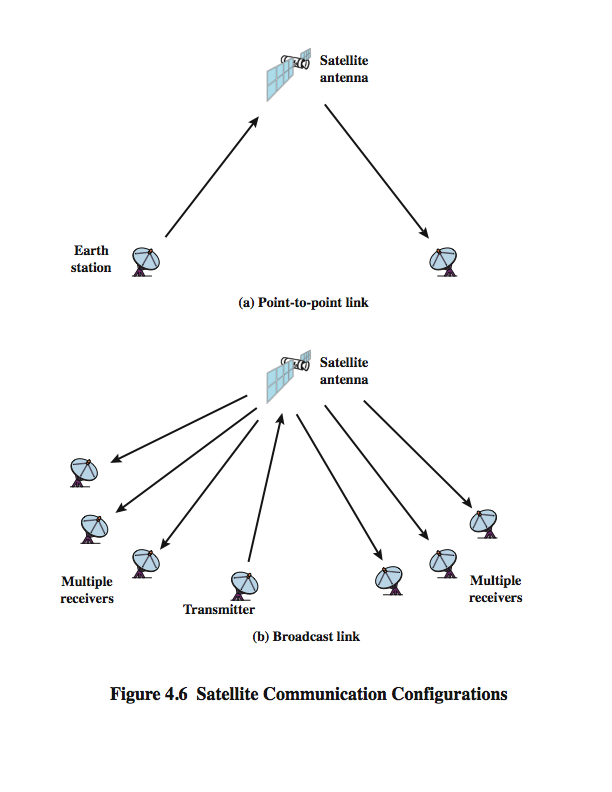 Satellite
antenna
Earth
station
(a) Point-to-point link
Satellite
antenna
Multiple
receivers
Transmitter
Multiple
receivers
(b) Broadcast link
Figure 4.6 Satellite Communication Configurations